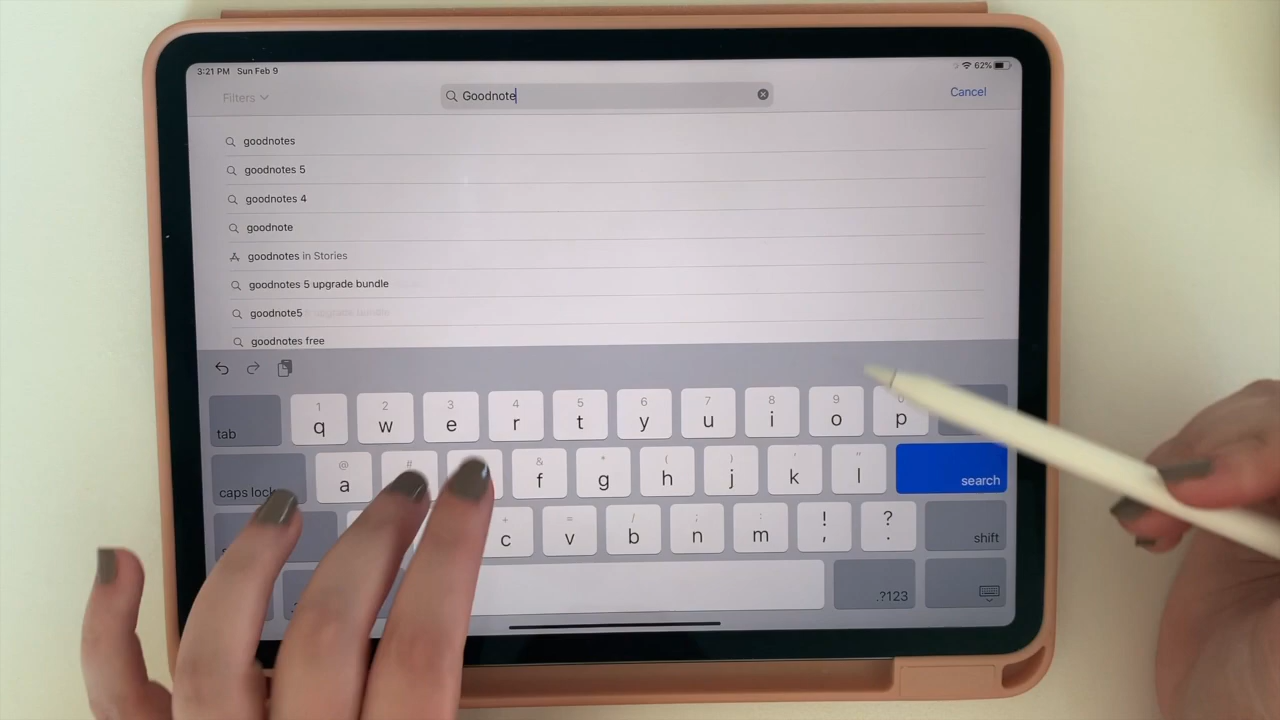 3:21 PM Sun Feb 9
62%
Filters
Goodnote
Cancel
goodnotes
goodnotes 5
goodnotes 4
goodnote
goodnotes in Stories
goodnotes 5 upgrade bundle
goodnote5
goodnotes free
tab
1 2 3 4 5 6 7 8 9
q w e r t y u i o p
caps lock
@ # & * ( ) ' "
a f g h j k l
search
+ = / ; : ! ?
c v b n m , .
shift
.?123